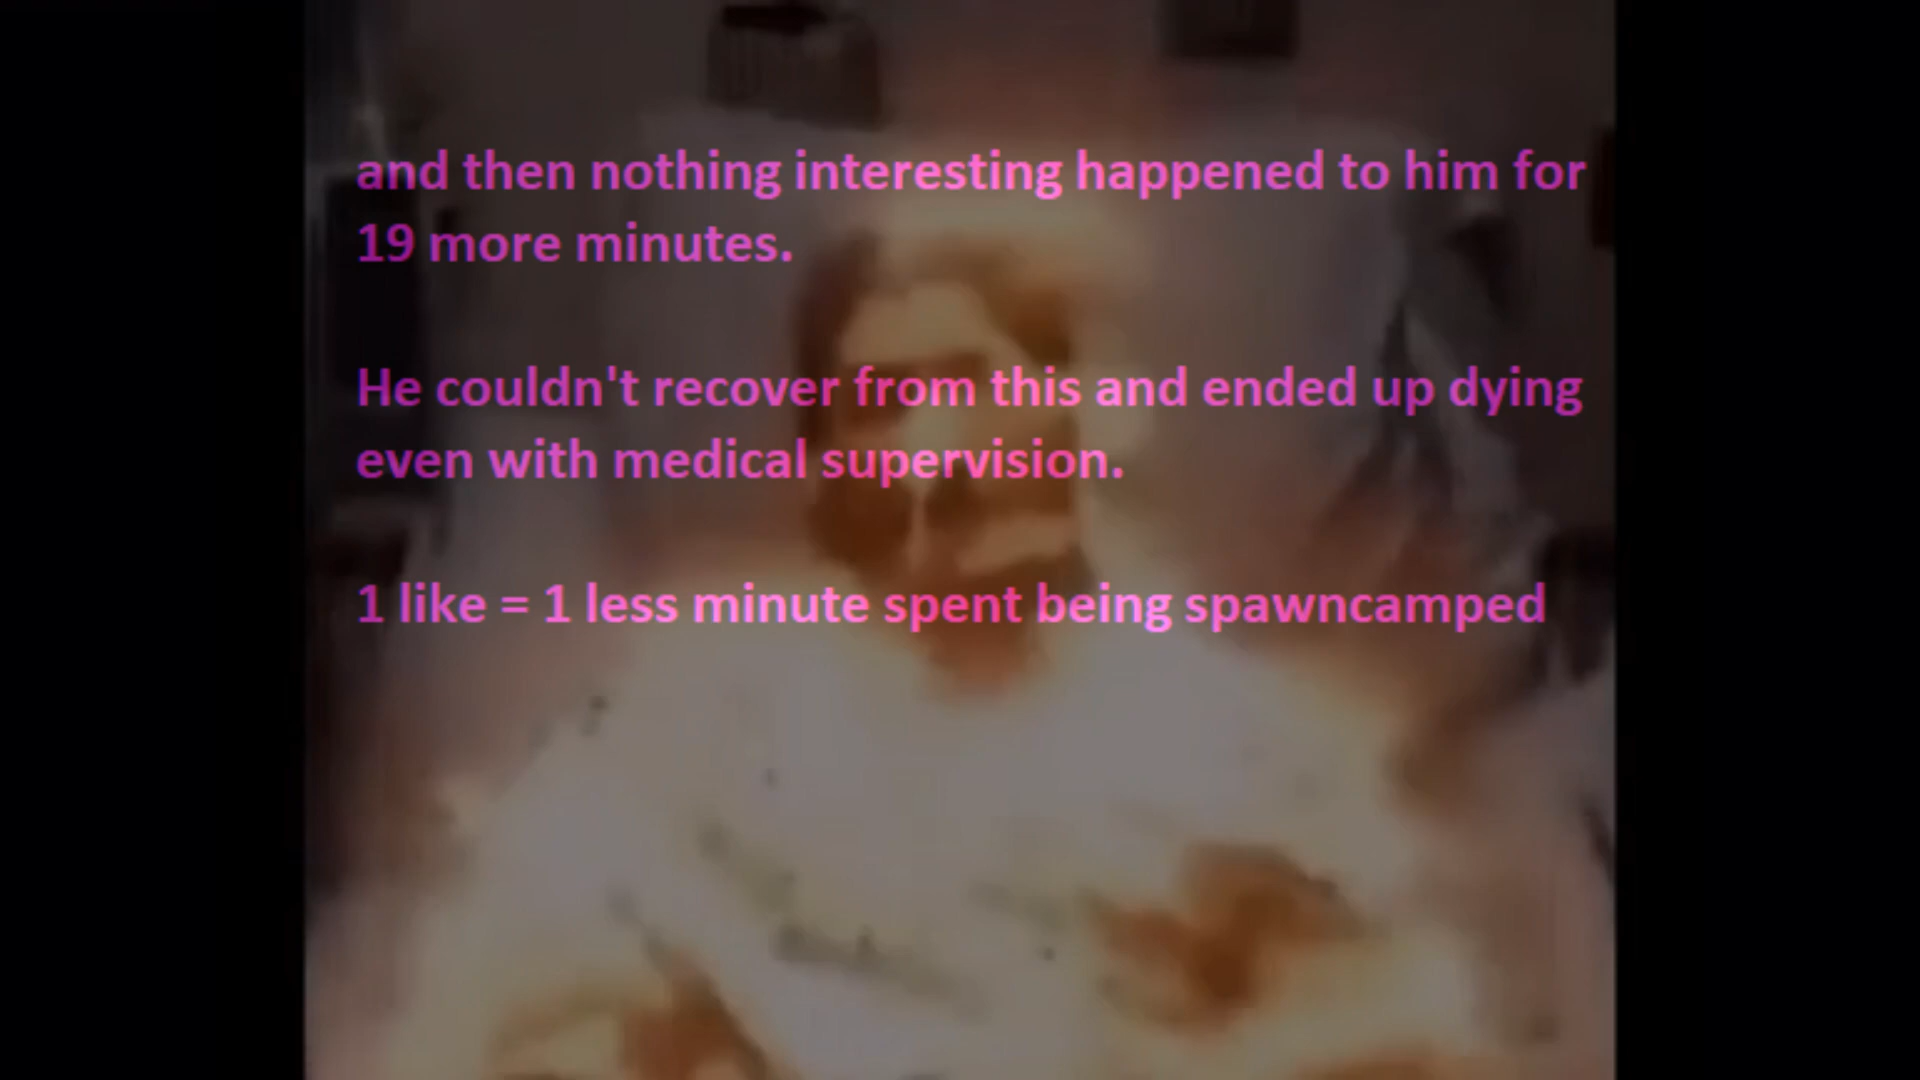 and then nothing interesting happened to him for
19 more minutes.
He couldn't recover from this and ended up dying
even with medical supervision.
1 like = 1 less minute spent being spawncamped